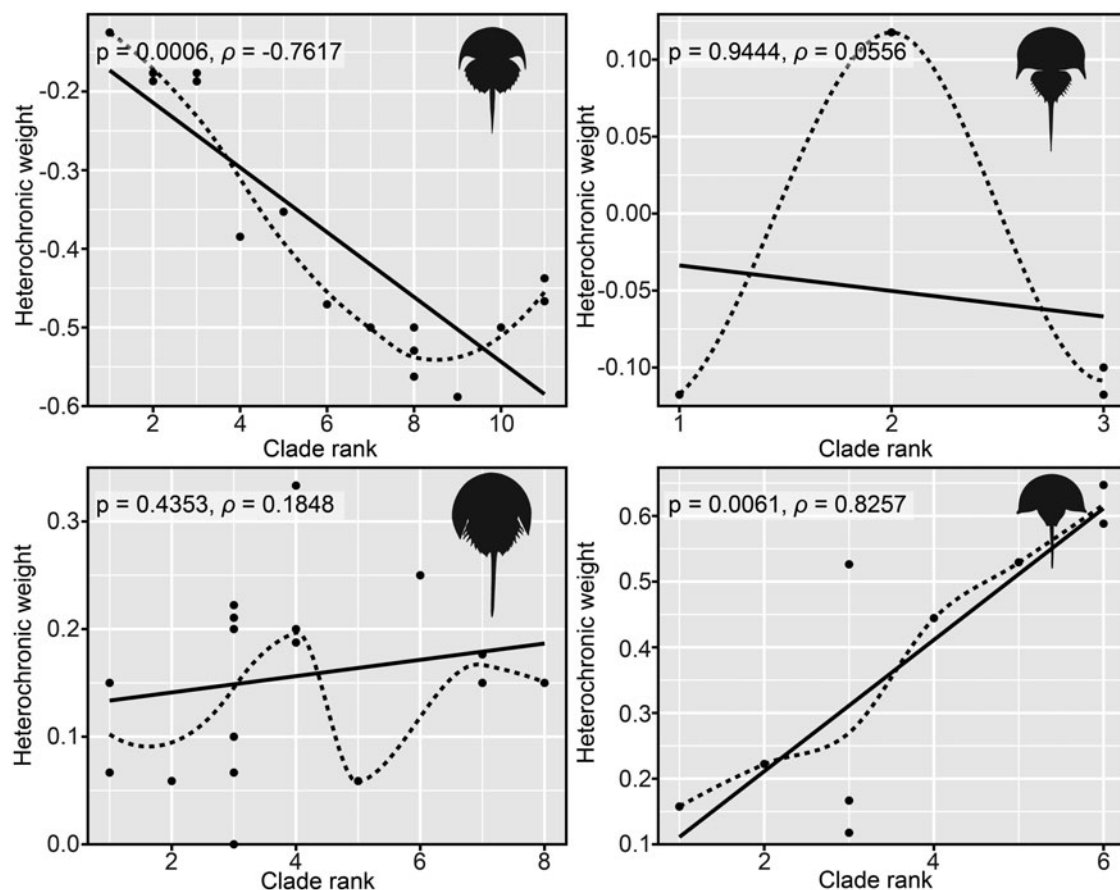 p = 0.0006, ρ = -0.7617
Heterochronic weight
-0.2
-0.3
-0.4
-0.5
-0.6
2
4
6
8
10
Clade rank
p = 0.9444, ρ = 0.0556
Heterochronic weight
0.10
0.05
0.00
-0.05
-0.10
1
2
3
Clade rank
p = 0.4353, ρ = 0.1848
Heterochronic weight
0.3
0.2
0.1
0.0
2
4
6
8
Clade rank
p = 0.0061, ρ = 0.8257
Heterochronic weight
0.6
0.5
0.4
0.3
0.2
0.1
2
4
6
Clade rank